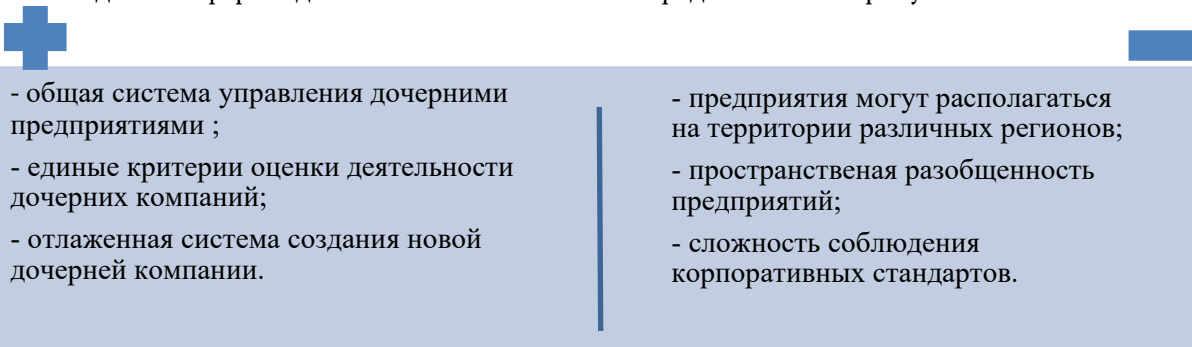 - общая система управления дочерними
предприятиями ;
- единые критерии оценки деятельности
дочерних компаний;
- отлаженная система создания новой
дочерней компании.
- предприятия могут располагаться
на территории различных регионов;
- пространственая разобщенность
предприятий;
- сложность соблюдения
корпоративных стандартов.